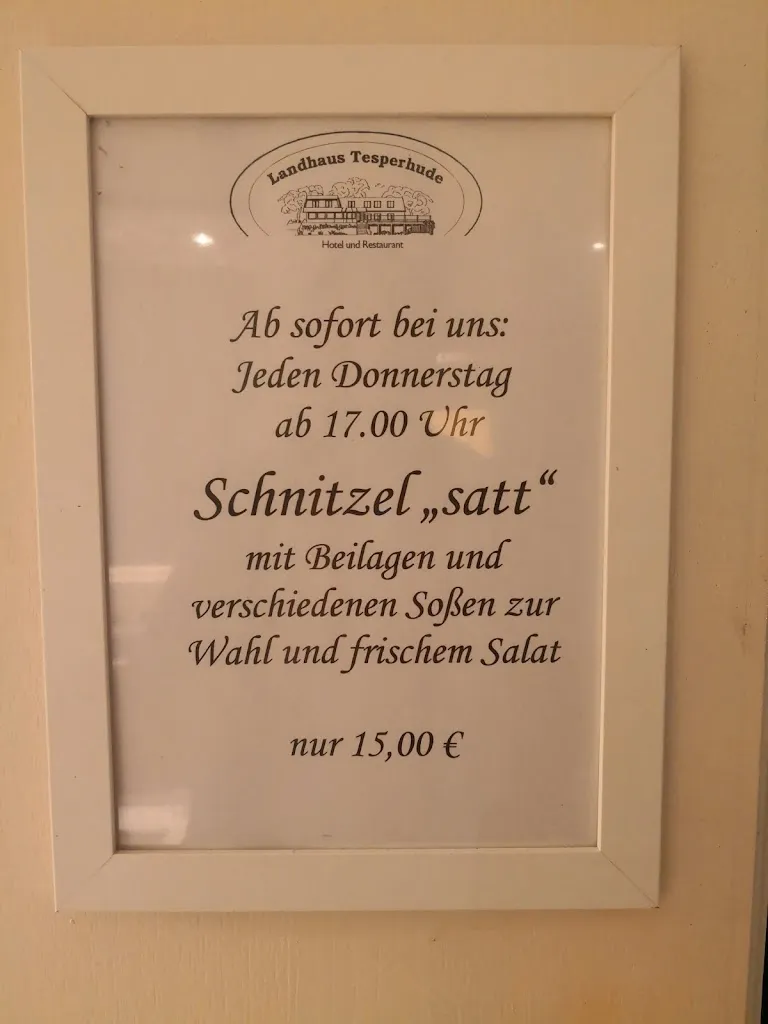 Landhaus Tesperhude
Hotel und Restaurant
Ab sofort bei uns:
Jeden Donnerstag
ab 17.00 Uhr
Schnitzel „satt“
mit Beilagen und
verschiedenen Soßen zur
Wahl und frischem Salat
nur 15,00 €